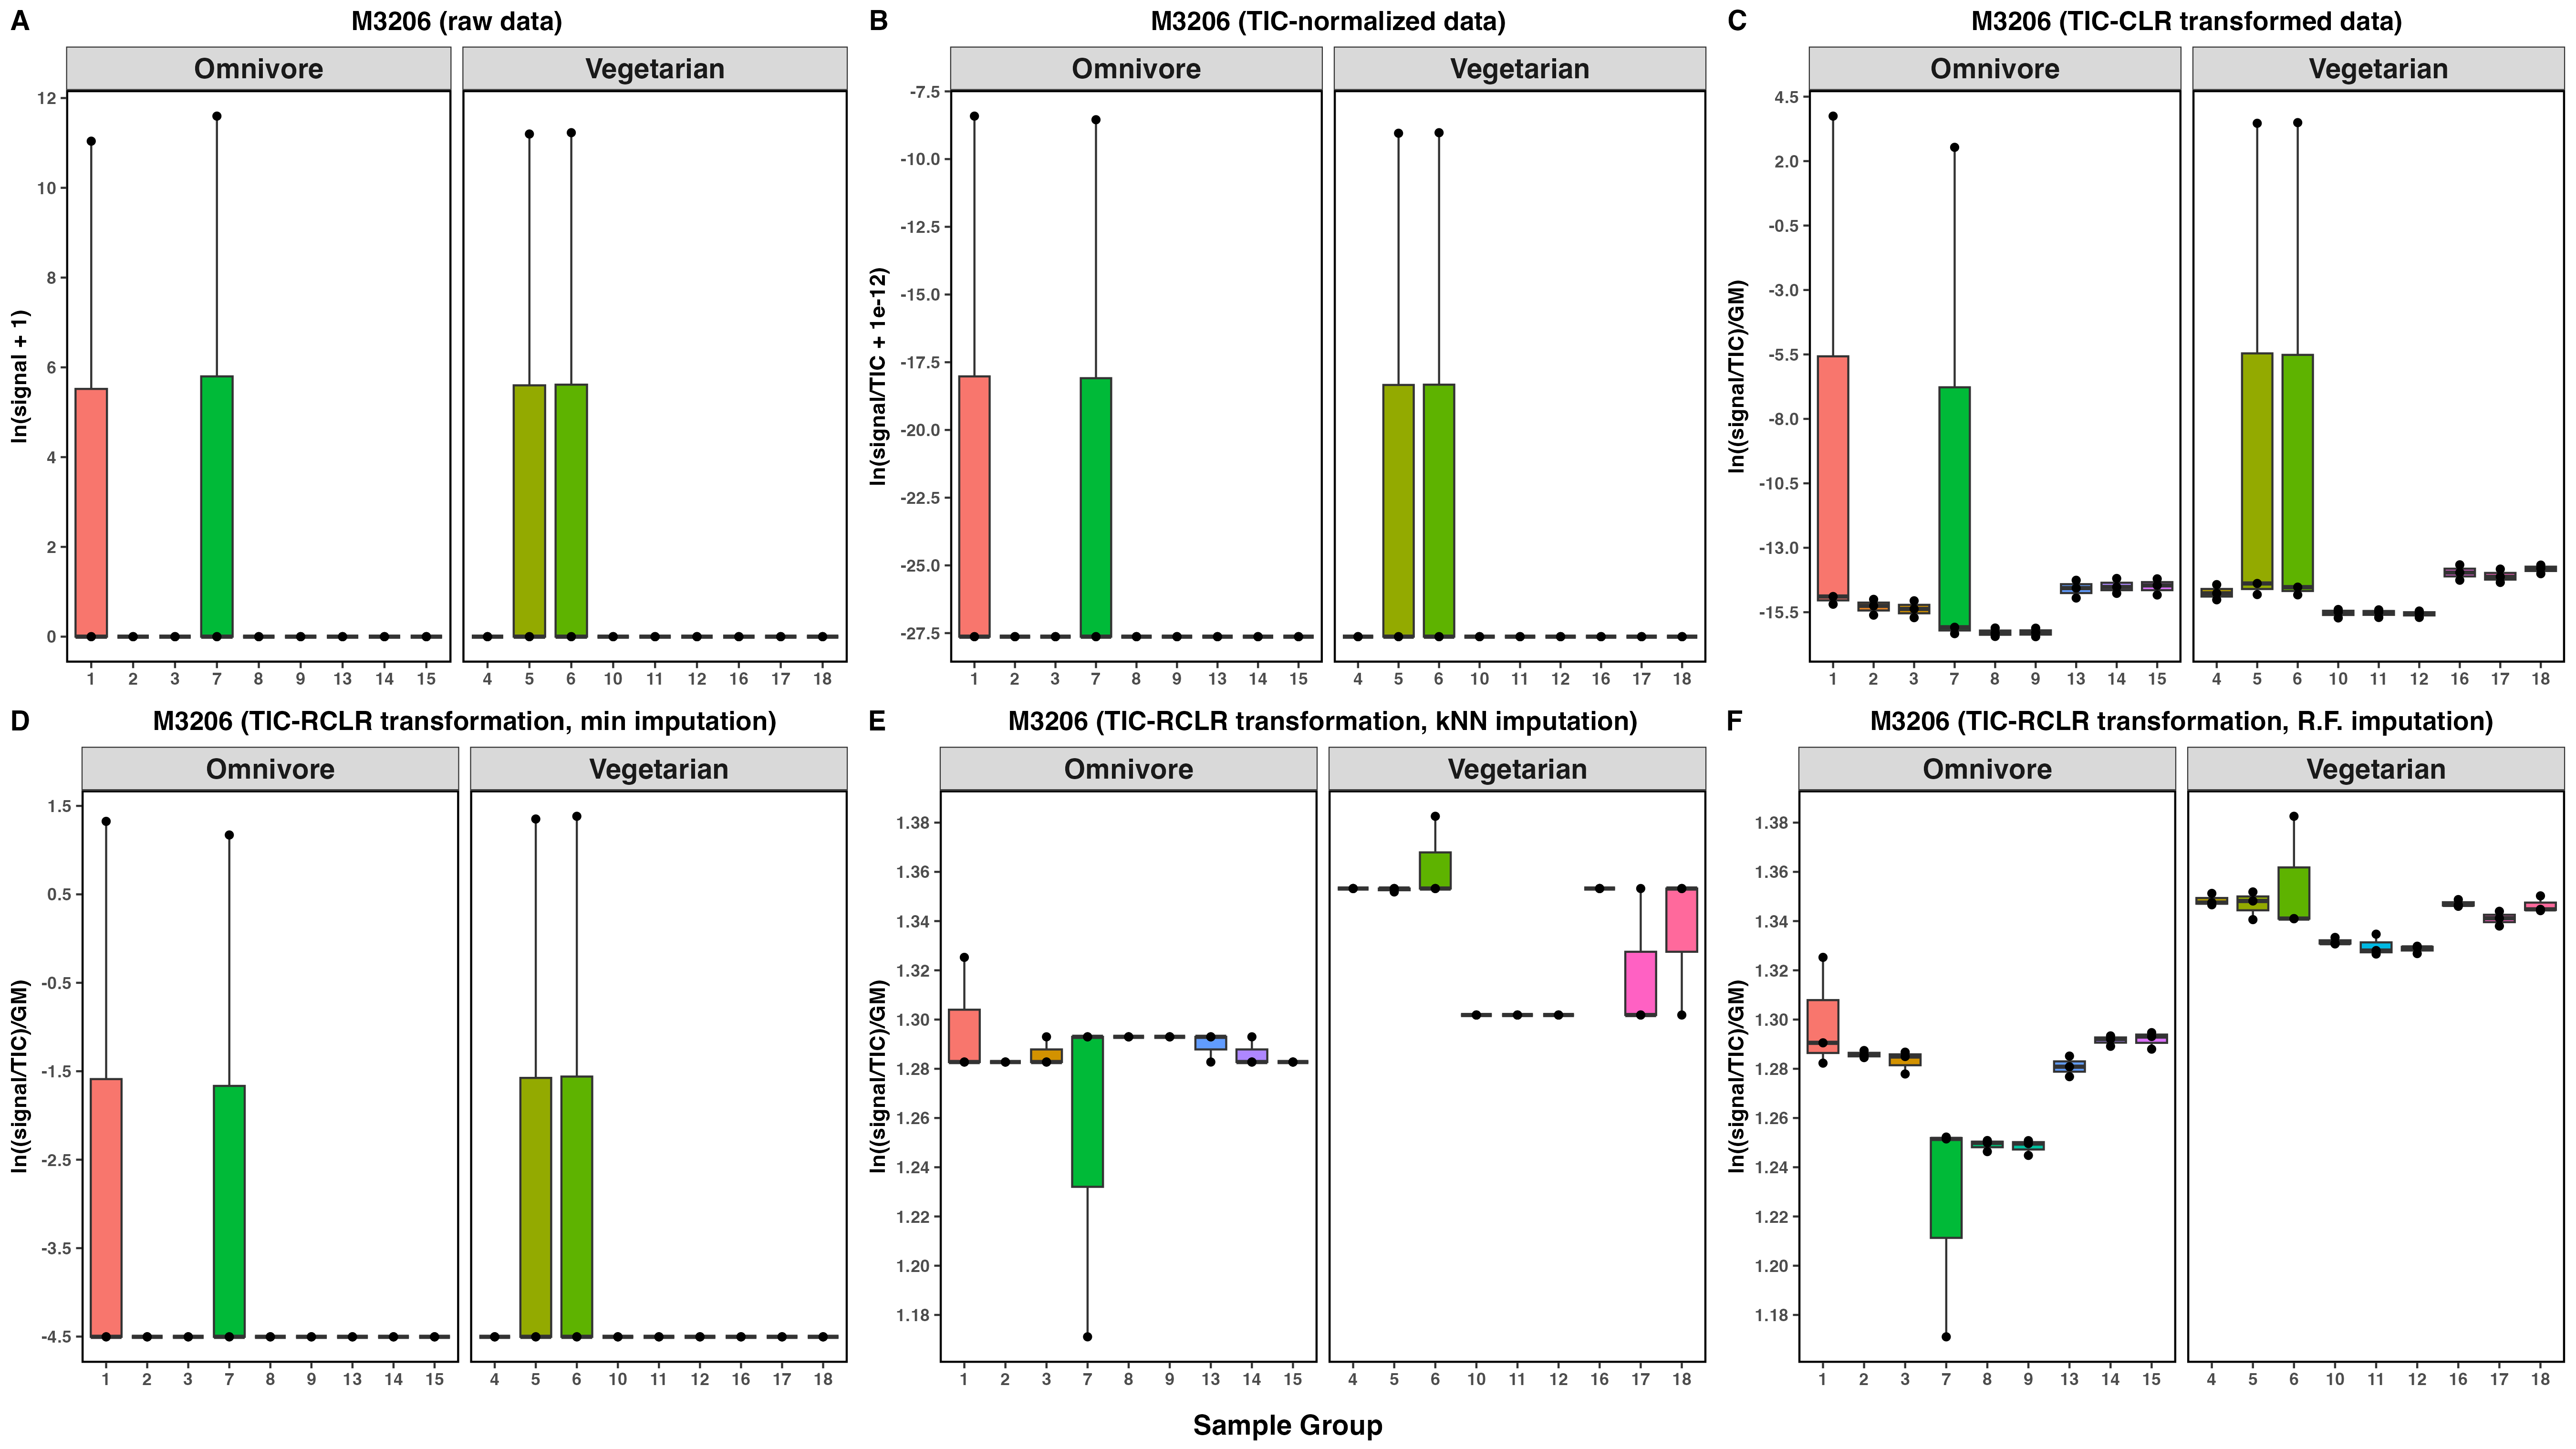 A
M3206 (raw data)
Omnivore
Vegetarian
ln(signal + 1)
12
10
8
6
4
2
0
1 2 3 7 8 9 13 14 15
4 5 6 10 11 12 16 17 18
B
M3206 (TIC-normalized data)
Omnivore
Vegetarian
ln(signal/TIC + 1e-12)
-7.5
-10.0
-12.5
-15.0
-17.5
-20.0
-22.5
-25.0
-27.5
1 2 3 7 8 9 13 14 15
4 5 6 10 11 12 16 17 18
C
M3206 (TIC-CLR transformed data)
Omnivore
Vegetarian
ln((signal/TIC)/GM)
4.5
2.0
-0.5
-3.0
-5.5
-8.0
-10.5
-13.0
-15.5
1 2 3 7 8 9 13 14 15
4 5 6 10 11 12 16 17 18
D
M3206 (TIC-RCLR transformation, min imputation)
Omnivore
Vegetarian
ln((signal/TIC)/GM)
1.5
0.5
-0.5
-1.5
-2.5
-3.5
-4.5
1 2 3 7 8 9 13 14 15
4 5 6 10 11 12 16 17 18
E
M3206 (TIC-RCLR transformation, kNN imputation)
Omnivore
Vegetarian
ln((signal/TIC)/GM)
1.38
1.36
1.34
1.32
1.30
1.28
1.26
1.24
1.22
1.20
1.18
1 2 3 7 8 9 13 14 15
4 5 6 10 11 12 16 17 18
F
M3206 (TIC-RCLR transformation, R.F. imputation)
Omnivore
Vegetarian
ln((signal/TIC)/GM)
1.38
1.36
1.34
1.32
1.30
1.28
1.26
1.24
1.22
1.20
1.18
1 2 3 7 8 9 13 14 15
4 5 6 10 11 12 16 17 18
Sample Group